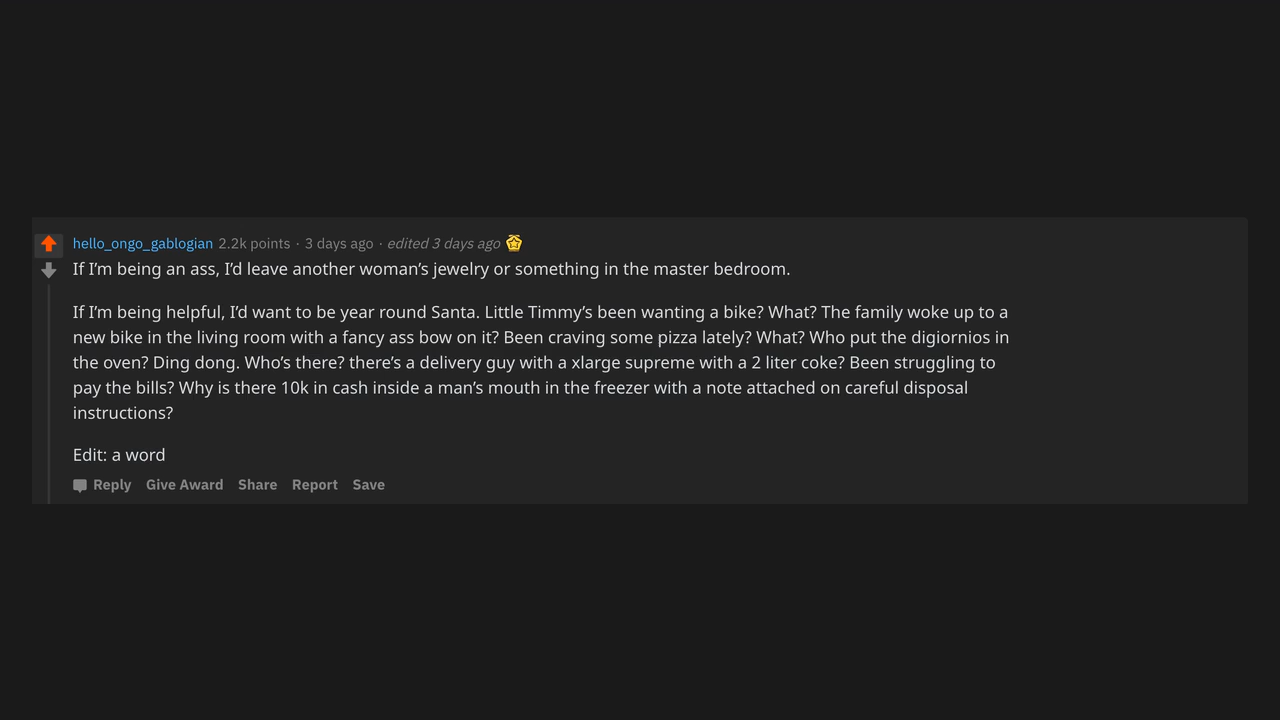 hello_ongo_gablogian 2.2k points · 3 days ago · edited 3 days ago
If I’m being an ass, I’d leave another woman’s jewelry or something in the master bedroom.
If I’m being helpful, I’d want to be year round Santa. Little Timmy’s been wanting a bike? What? The family woke up to a
new bike in the living room with a fancy ass bow on it? Been craving some pizza lately? What? Who put the digiornios in
the oven? Ding dong. Who’s there? there’s a delivery guy with a xlarge supreme with a 2 liter coke? Been struggling to
pay the bills? Why is there 10k in cash inside a man’s mouth in the freezer with a note attached on careful disposal
instructions?
Edit: a word
Reply Give Award Share Report Save